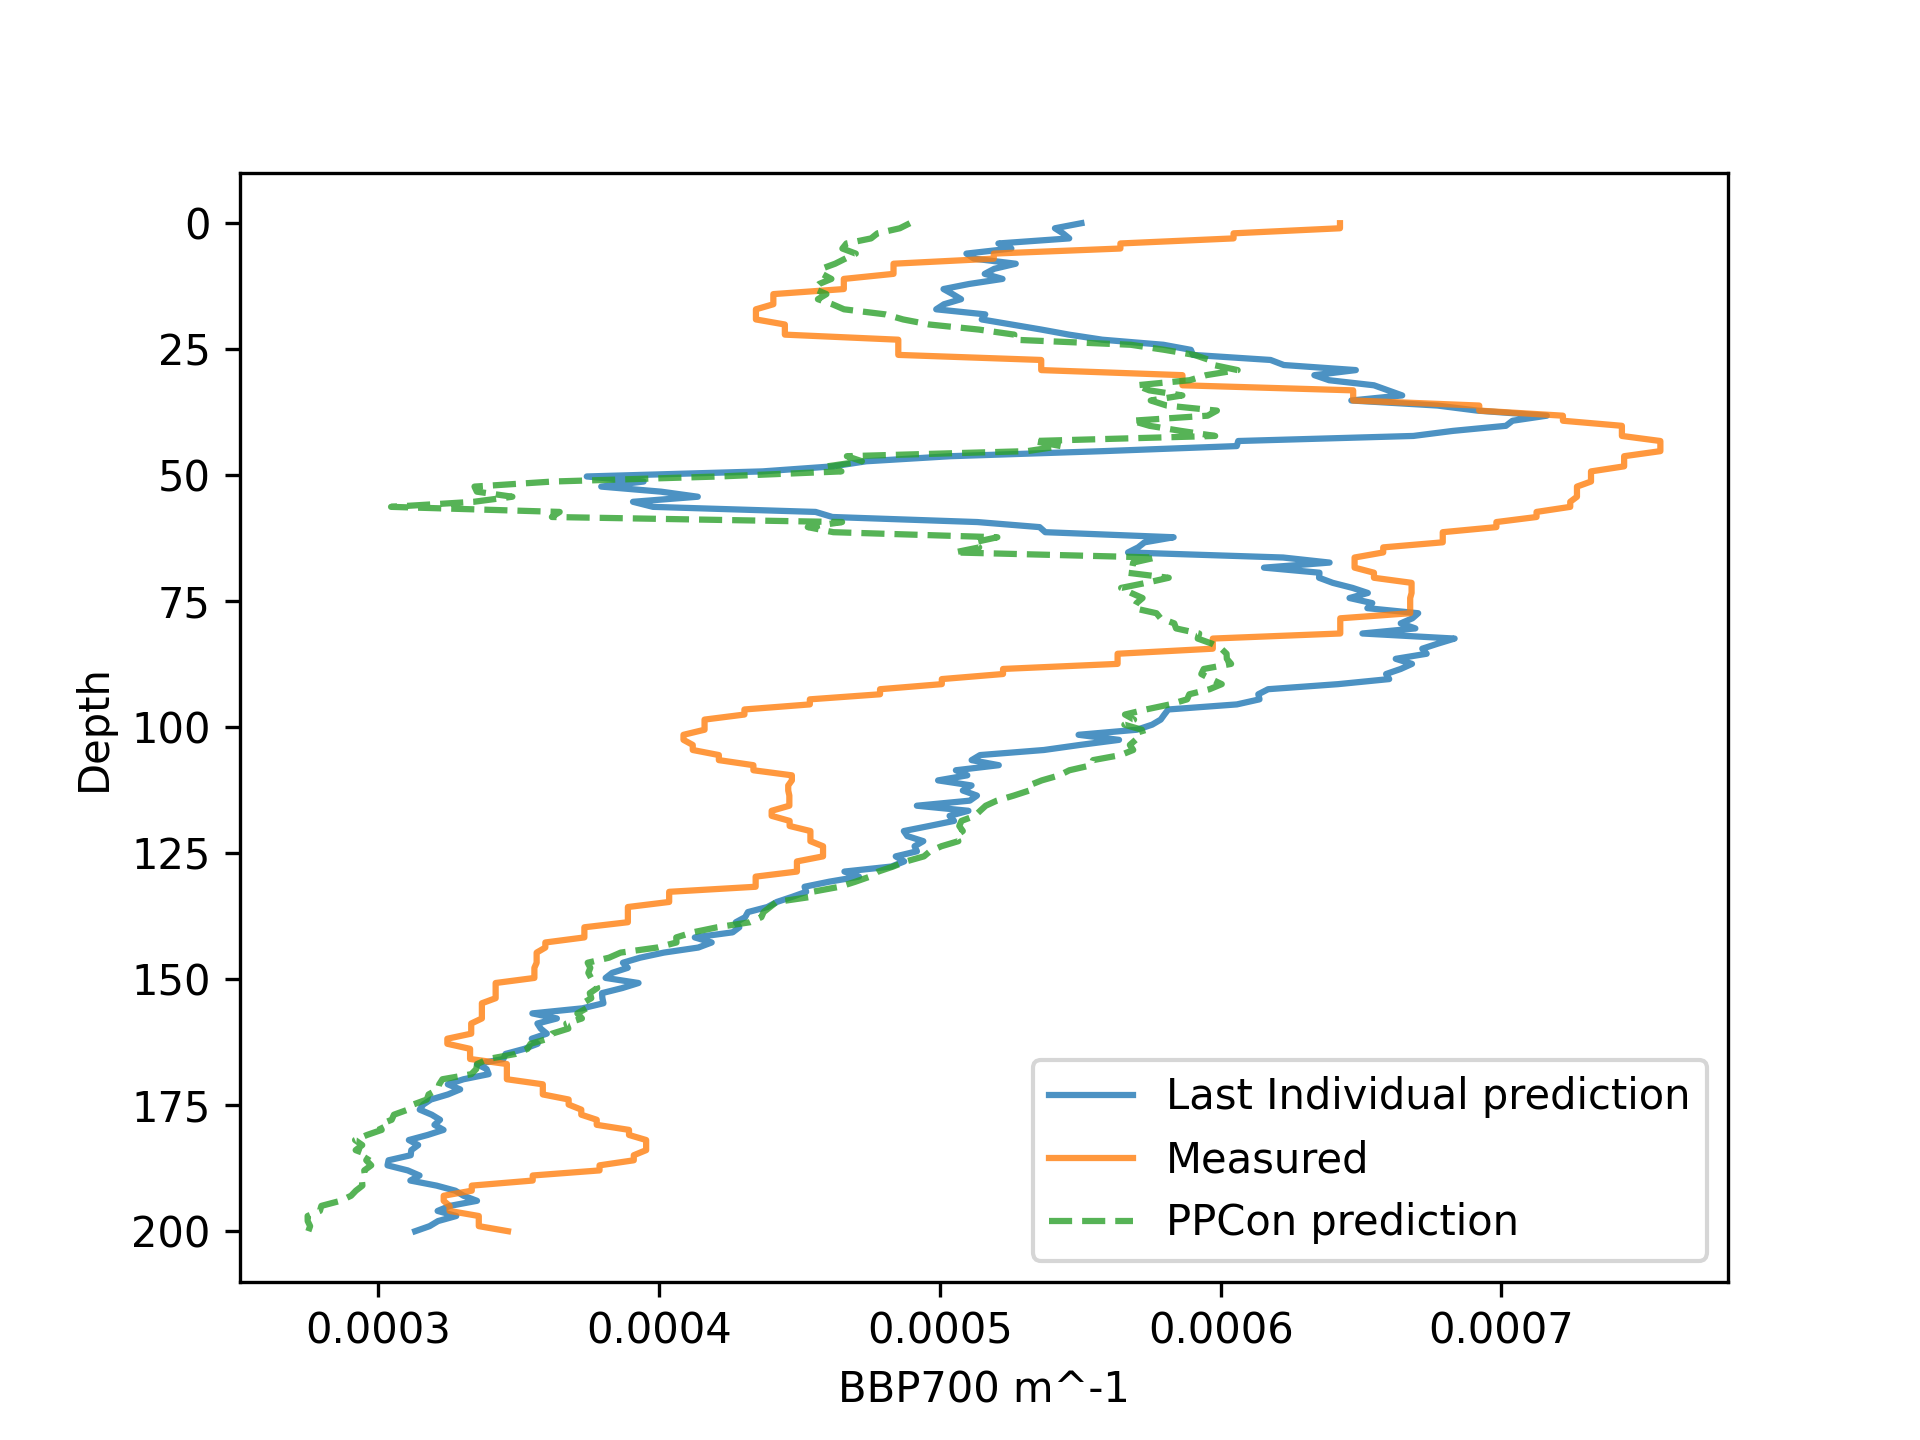 0
25
50
75
100
125
150
175
200
Depth
0.0003 0.0004 0.0005 0.0006 0.0007
BBP700 m^-1
Last Individual prediction
Measured
PPCon prediction